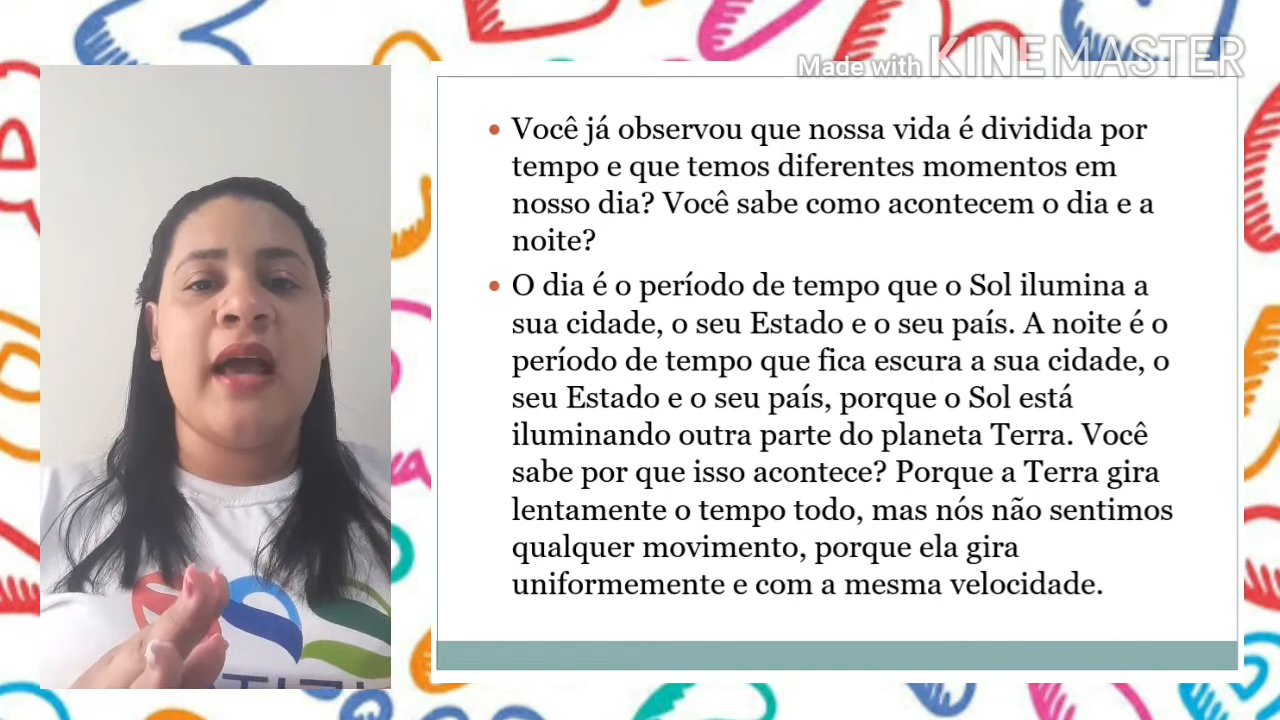 Made with KINEMASTER
• Você já observou que nossa vida é dividida por
tempo e que temos diferentes momentos em
nosso dia? Você sabe como acontecem o dia e a
noite?
• O dia é o período de tempo que o Sol ilumina a
sua cidade, o seu Estado e o seu país. A noite é o
período de tempo que fica escura a sua cidade, o
seu Estado e o seu país, porque o Sol está
iluminando outra parte do planeta Terra. Você
sabe por que isso acontece? Porque a Terra gira
lentamente o tempo todo, mas nós não sentimos
qualquer movimento, porque ela gira
uniformemente e com a mesma velocidade.